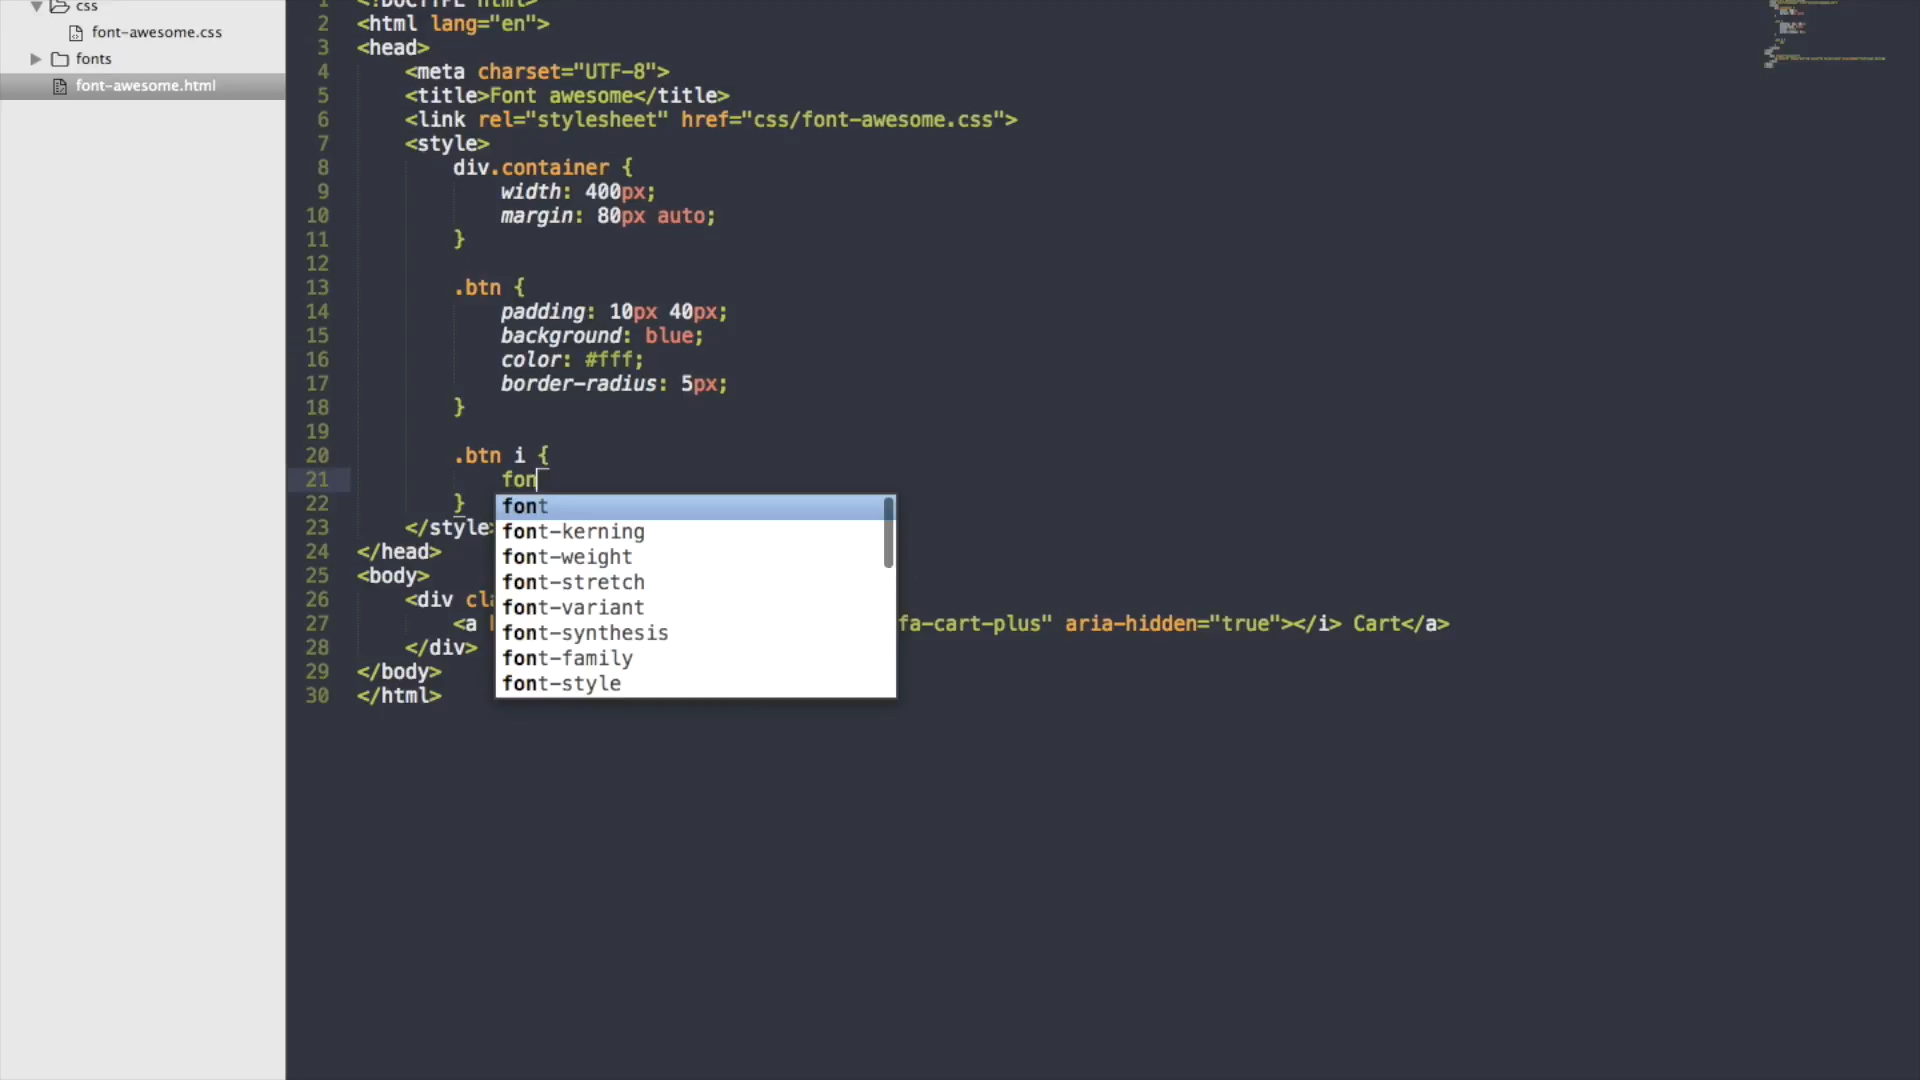 css
font-awesome.css
fonts
font-awesome.html
1 <!DOCTYPE html>
2 <html lang="en">
3 <head>
4 <meta charset="UTF-8">
5 <title>Font awesome</title>
6 <link rel="stylesheet" href="css/font-awesome.css">
7 <style>
8 div.container {
9 width: 400px;
10 margin: 80px auto;
11 }
12
13 .btn {
14 padding: 10px 40px;
15 background: blue;
16 color: #fff;
17 border-radius: 5px;
18 }
19
20 .btn i {
21 fon
22 }
23 </style>
24 </head>
25 <body>
26 <div cla
27 <a fa-cart-plus" aria-hidden="true"></i> Cart</a>
28 </div>
29 </body>
30 </html>
font
font-kerning
font-weight
font-stretch
font-variant
font-synthesis
font-family
font-style